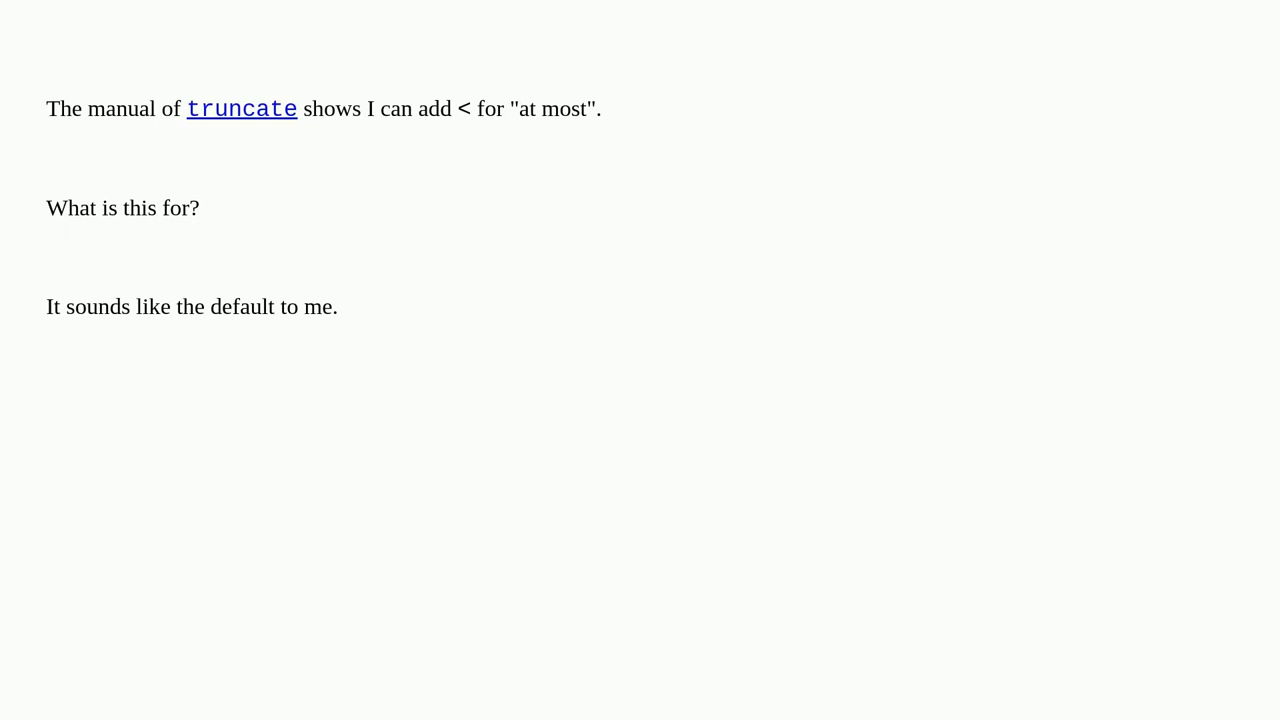 The manual of truncate shows I can add < for "at most".
What is this for?
It sounds like the default to me.